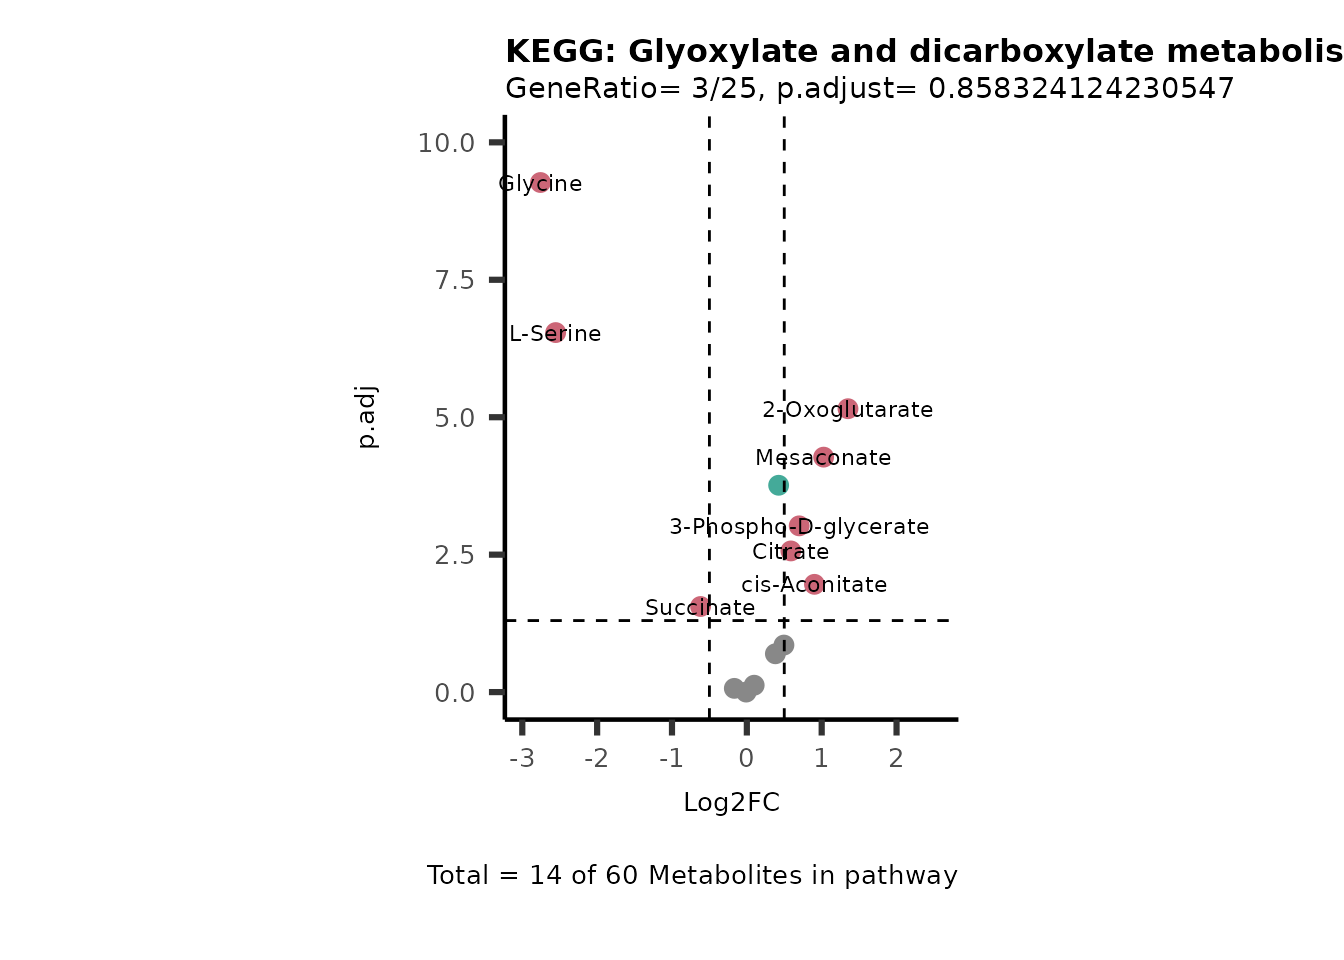 KEGG: Glyoxylate and dicarboxylate metabolis
GeneRatio= 3/25, p.adjust= 0.858324124230547
10.0
Glycine
7.5
L-Serine
5.0
2-Oxoglutarate
p.adj
Mesaconate
3-Phospho-D-glycerate
2.5
Citrate
cis-Aconitate
Succinate
0.0
-3 -2 -1 0 1 2
Log2FC
Total = 14 of 60 Metabolites in pathway